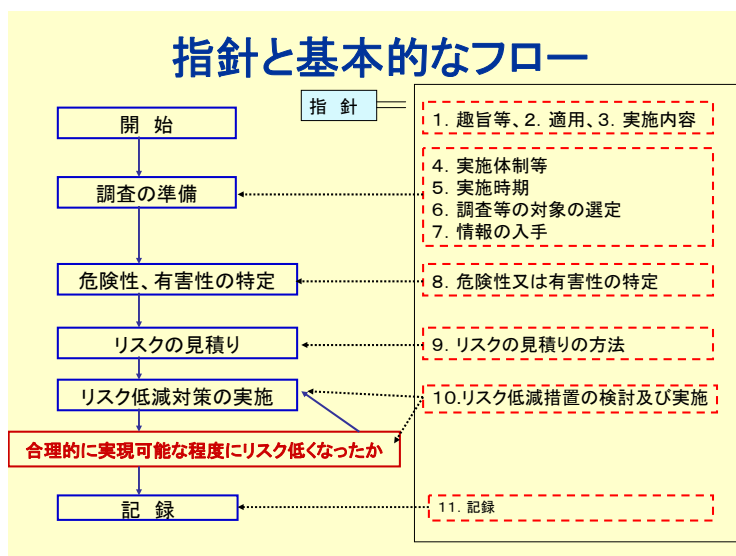 指針と基本的なフロー
指 針
開 始
調査の準備
危険性、有害性の特定
リスクの見積り
リスク低減対策の実施
合理的に実現可能な程度にリスク低くなったか
記 録
1. 趣旨等、2. 適用、3. 実施内容
4. 実施体制等
5. 実施時期
6. 調査等の対象の選定
7. 情報の入手
8. 危険性又は有害性の特定
9. リスクの見積りの方法
10.リスク低減措置の検討及び実施
11. 記録